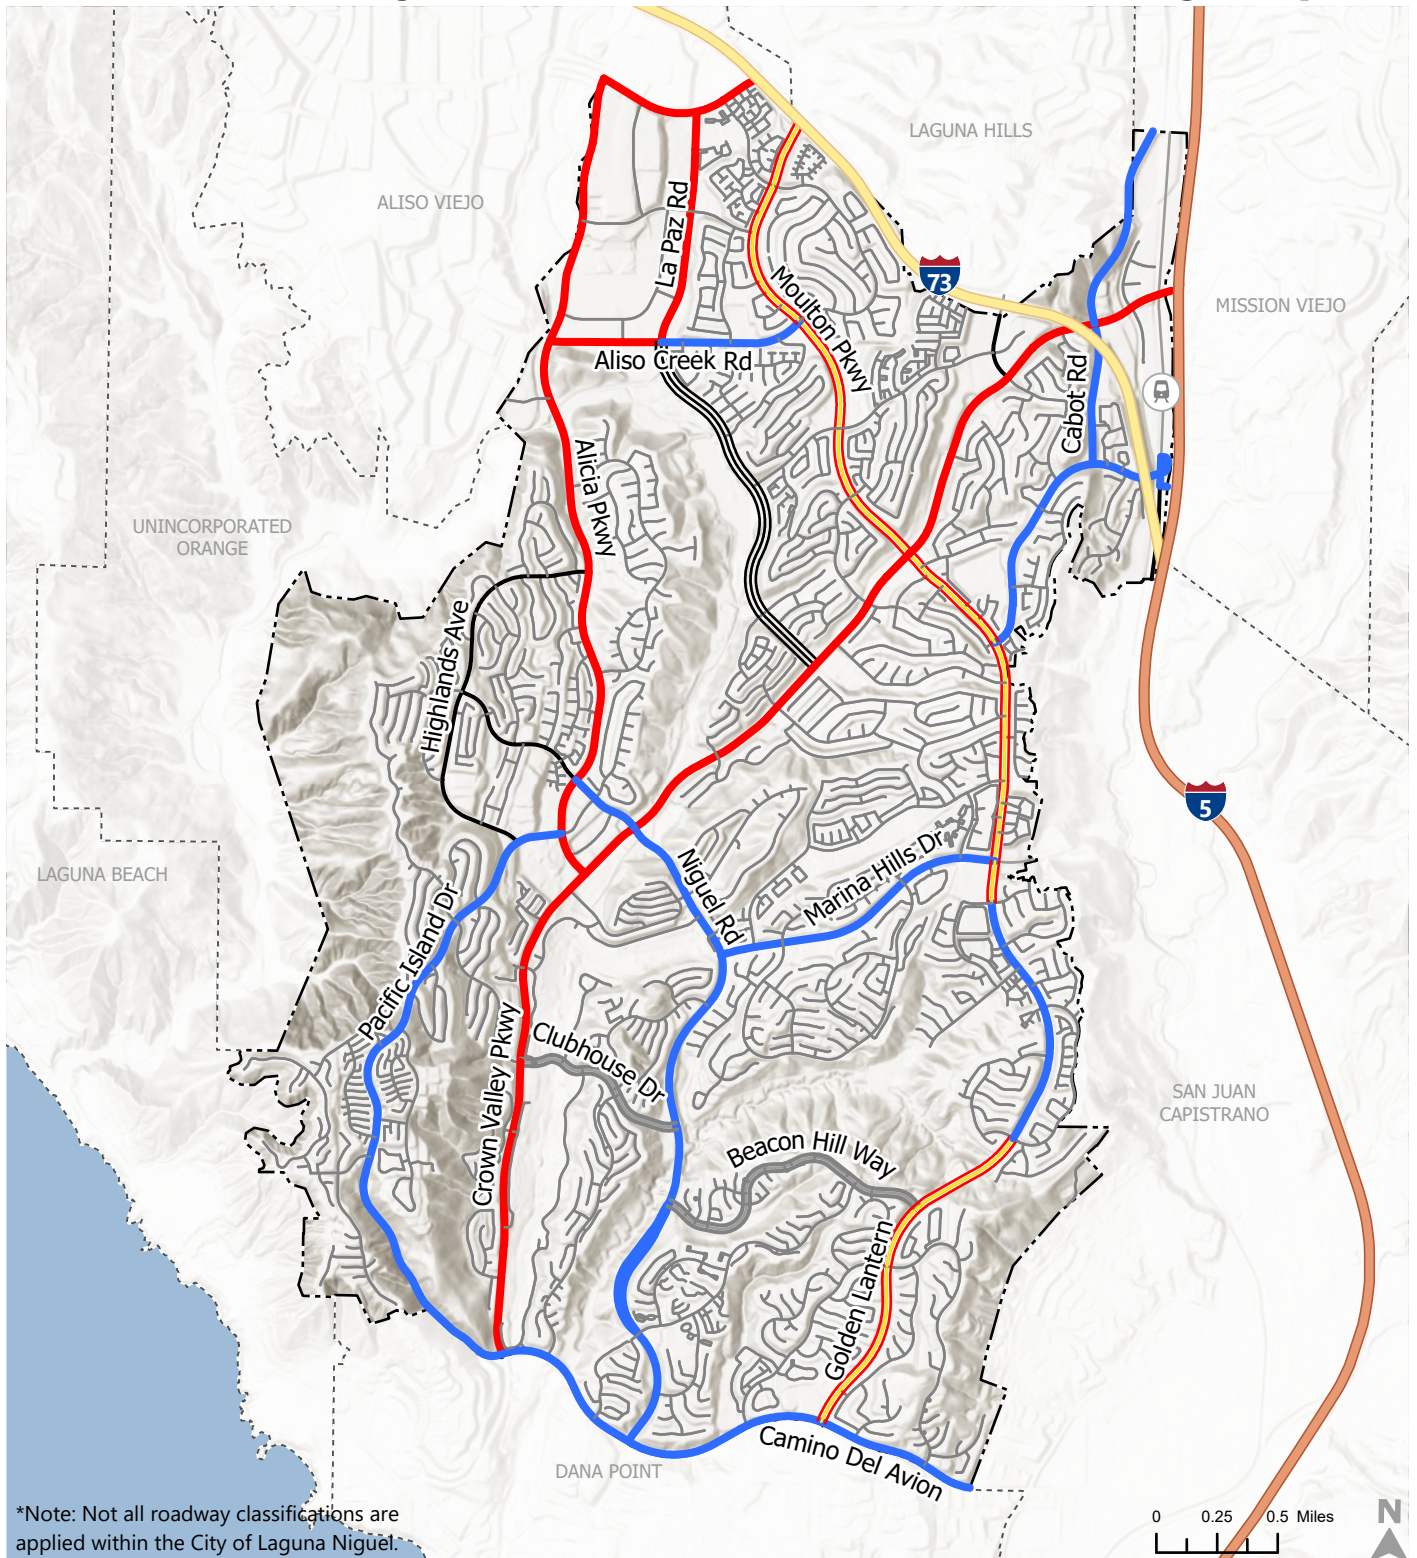 LAGUNA HILLS
ALISO VIEJO
La Paz Rd
73
Moulton Pkwy
MISSION VIEJO
Aliso Creek Rd
Cabot Rd
Alicia Pkwy
UNINCORPORATED
ORANGE
Highlands Ave
5
LAGUNA BEACH
Niguel Rd
Marina Hills Dr
Pacific Island Dr
Crown Valley Pkwy
Clubhouse Dr
SAN JUAN
CAPISTRANO
Beacon Hill Way
Golden Lantern
Camino Del Avion
DANA POINT
*Note: Not all roadway classifications are
applied within the City of Laguna Niguel.
0 0.25 0.5 Miles
N